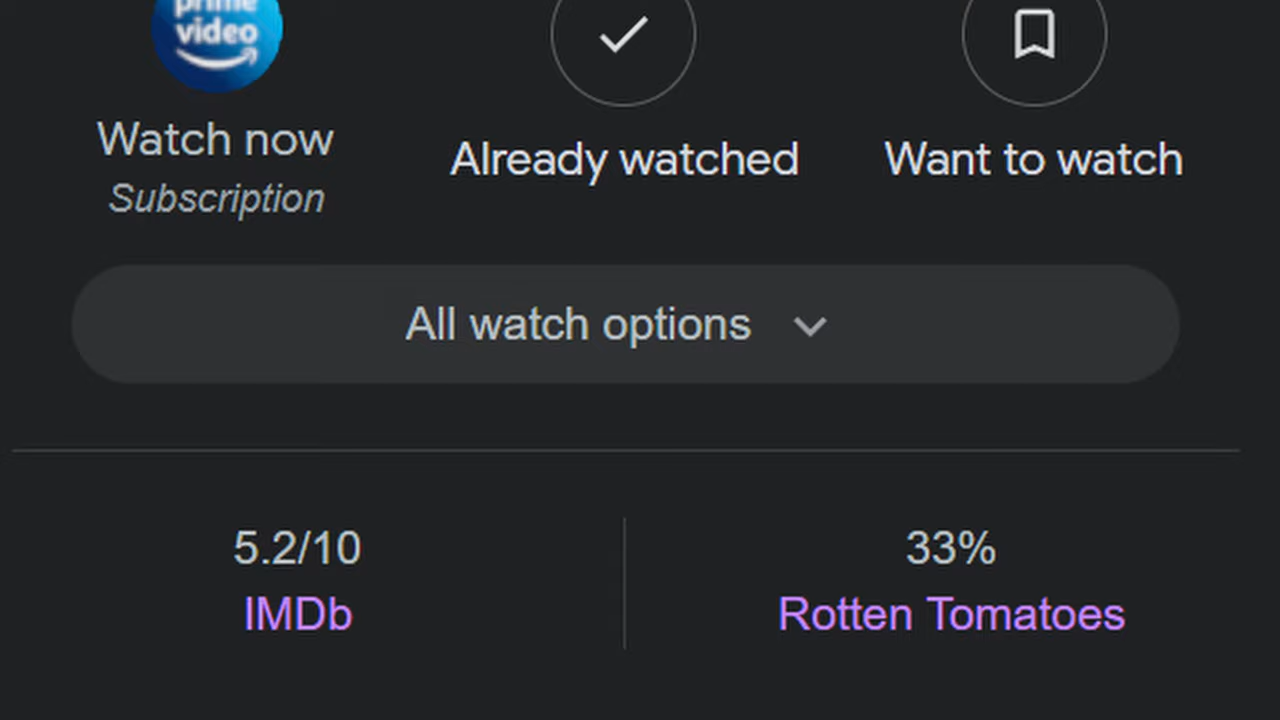 prime
video
Watch now
Subscription
Already watched
Want to watch
All watch options
5.2/10
IMDb
33%
Rotten Tomatoes